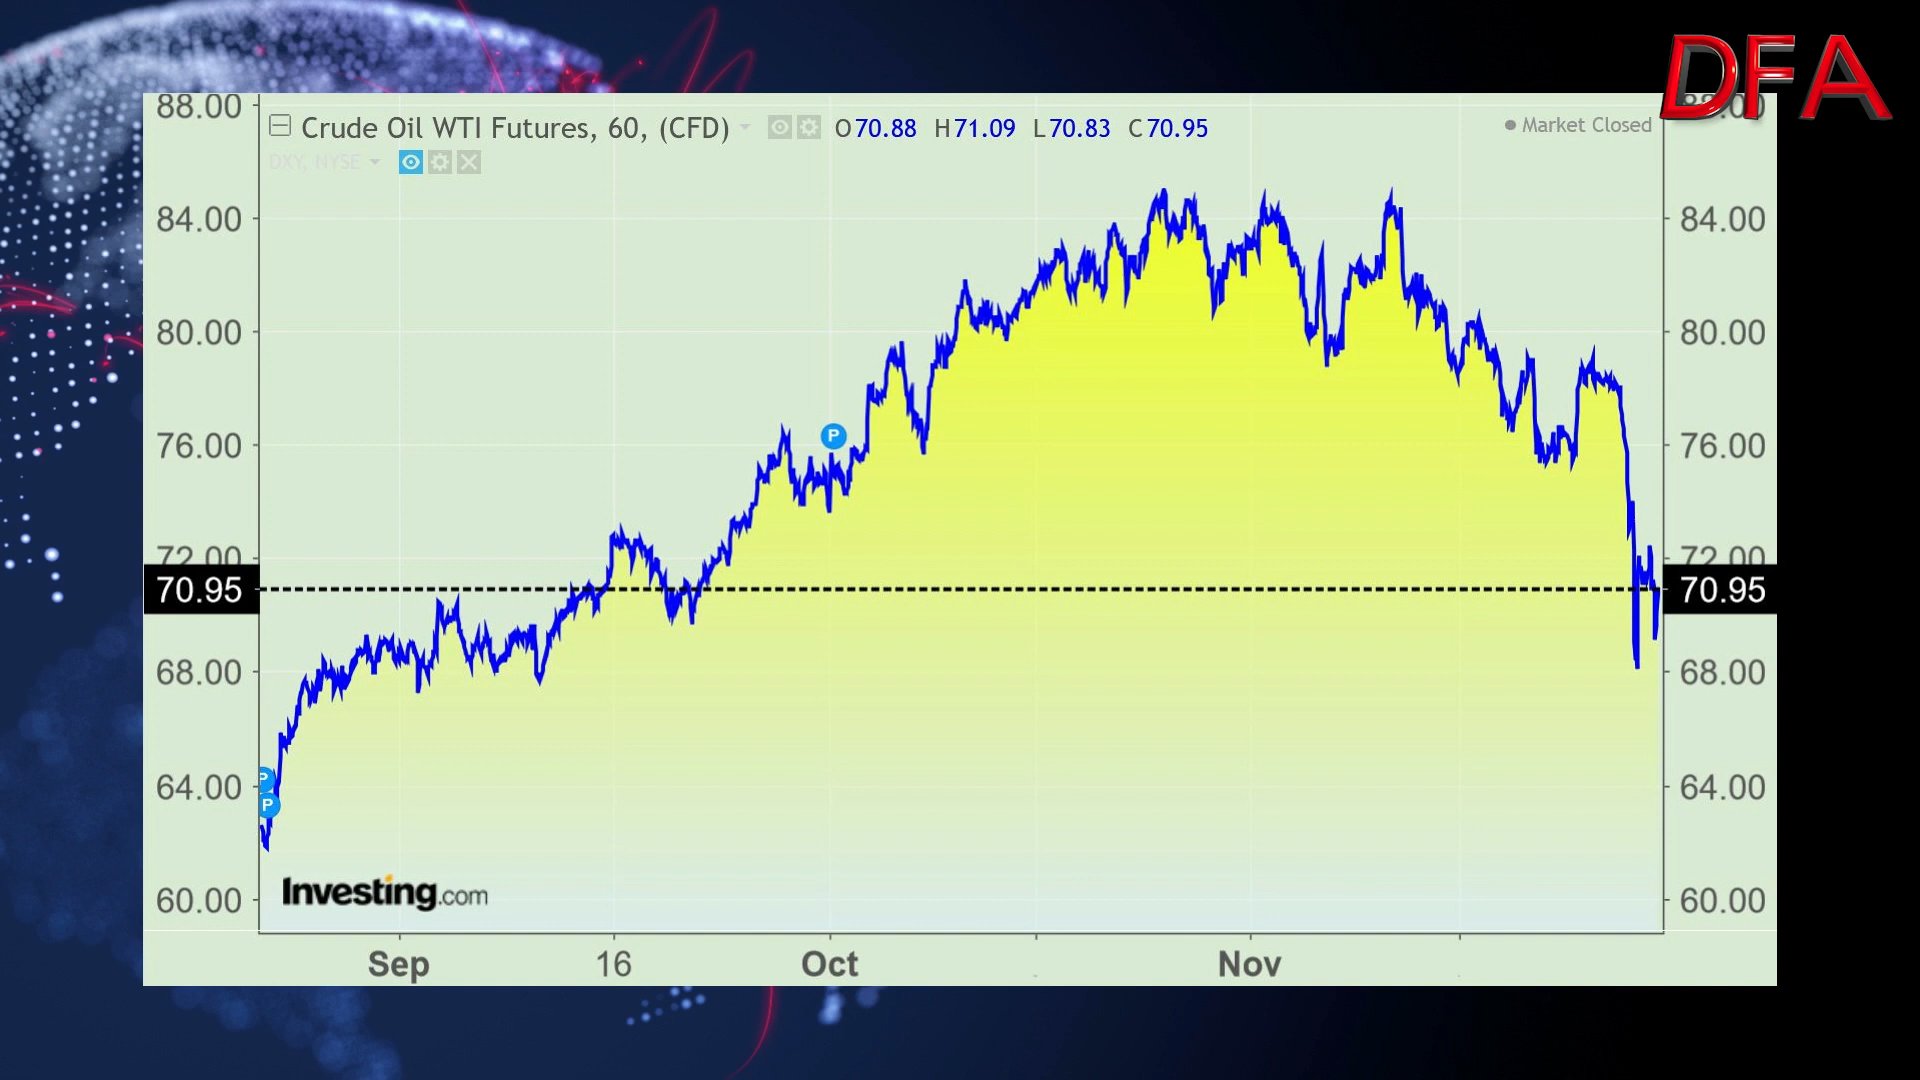 DFA
88.00
Crude Oil WTI Futures, 60, (CFD) O70.88 H71.09 L70.83 C70.95
Market Closed
DXY, NYSE
P
P
P
84.00 84.00
80.00 80.00
76.00 76.00
72.00 72.00
70.95 70.95
68.00 68.00
64.00 64.00
60.00 60.00
Investing.com
Sep 16 Oct Nov